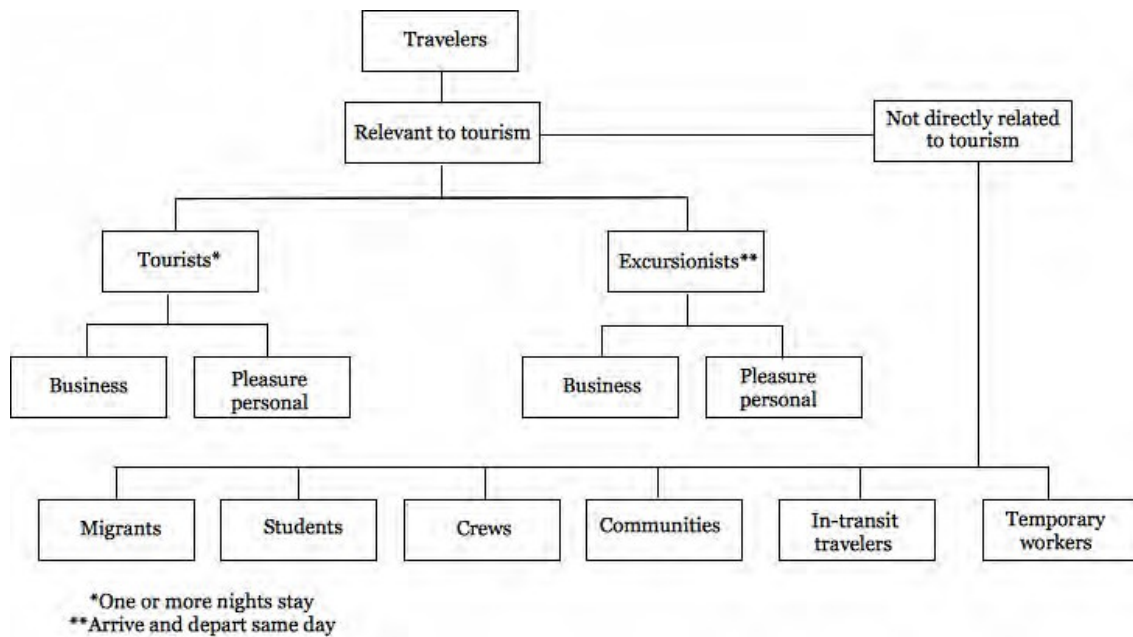 Travelers
Relevant to tourism
Not directly related
to tourism
Tourists*
Excursionists**
Business
Pleasure
personal
Business
Pleasure
personal
Migrants
Students
Crews
Communities
In-transit
travelers
Temporary
workers
*One or more nights stay
**Arrive and depart same day